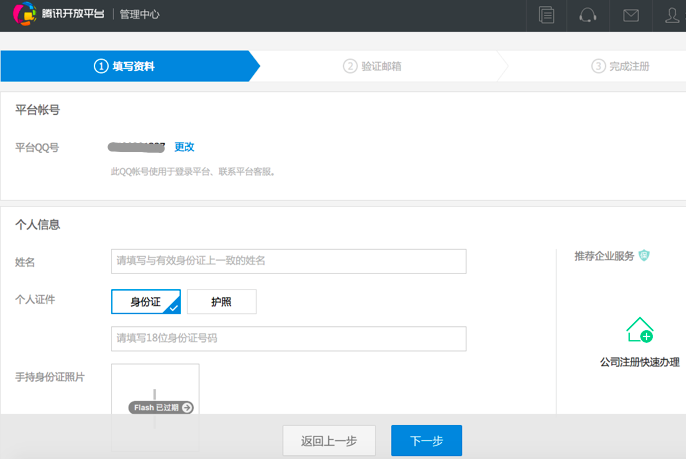 腾讯开放平台 管理中心
1 填写资料
2 验证邮箱
3 完成注册
平台帐号
平台QQ号 更改
此QQ帐号使用于登录平台、联系平台客服。
个人信息
姓名 请填写与有效身份证上一致的姓名
推荐企业服务
个人证件 身份证 护照
请填写18位身份证号码
公司注册快速办理
手持身份证照片
Flash 已过期
返回上一步 下一步